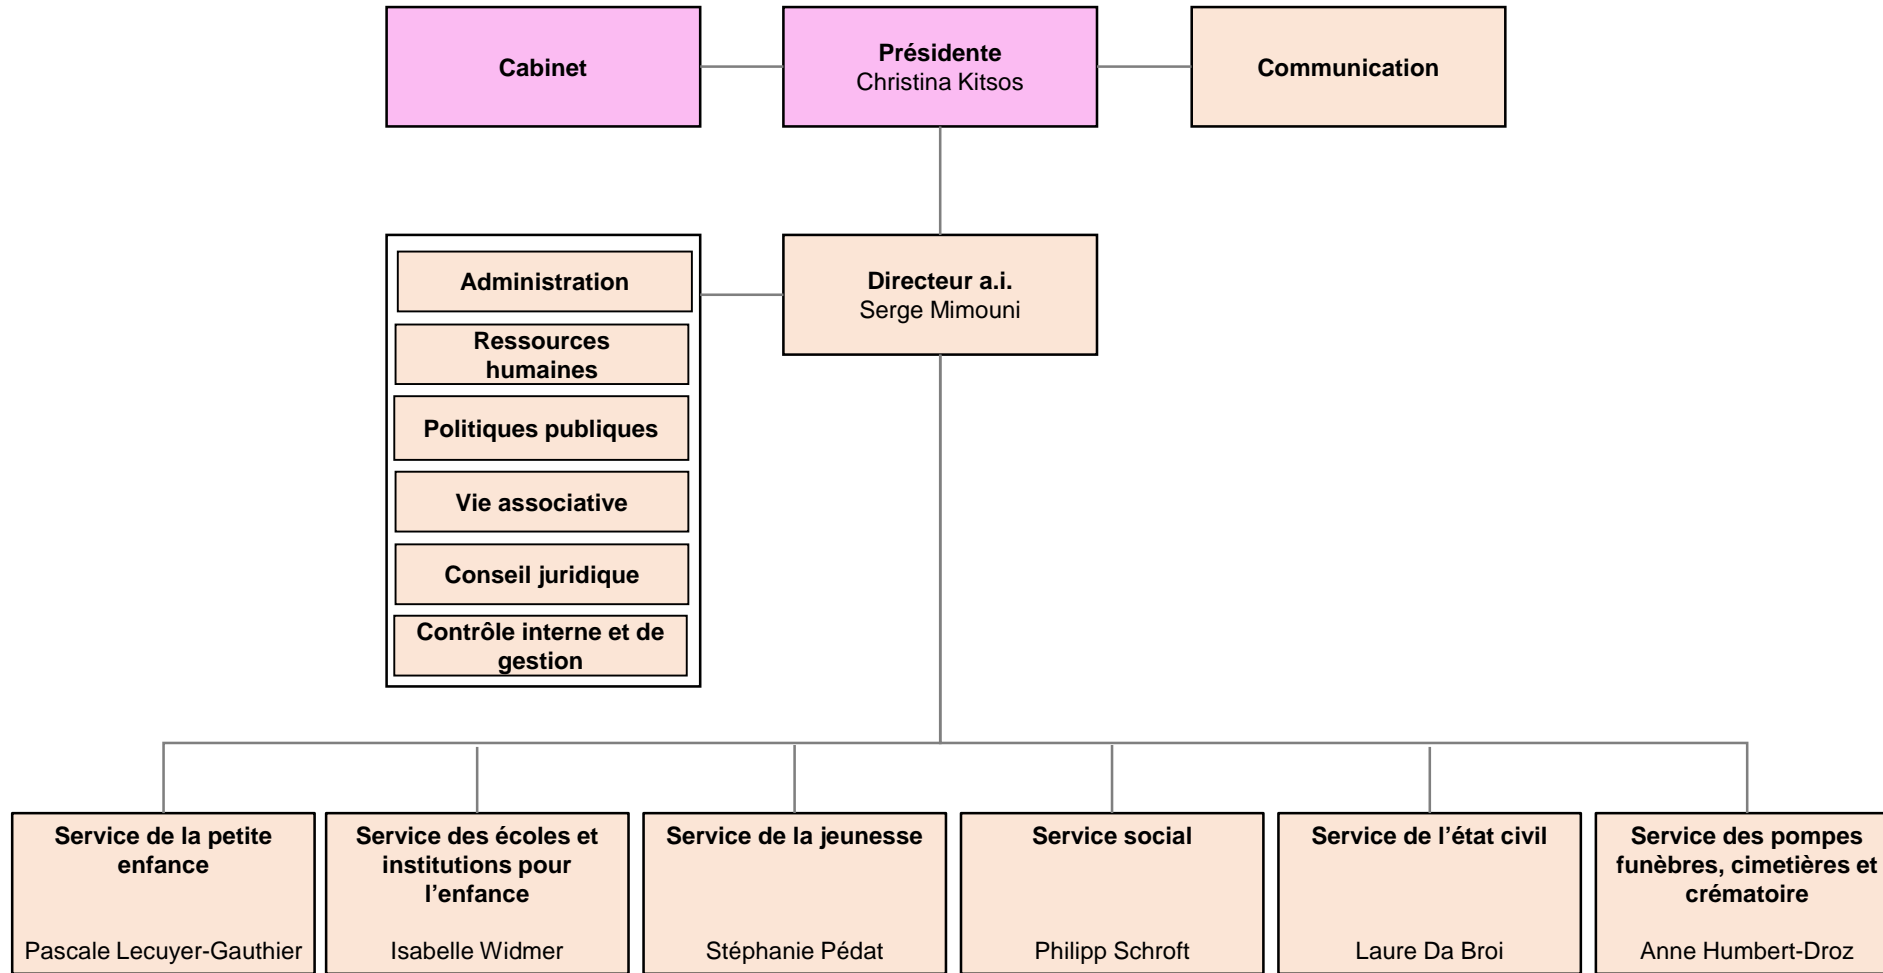 Cabinet
Présidente
Christina Kitsos
Communication
Directeur a.i.
Serge Mimouni
Administration
Ressources
humaines
Politiques publiques
Vie associative
Conseil juridique
Contrôle interne et de
gestion
Service de la petite
enfance
Pascale Lecuyer-Gauthier
Service des écoles et
institutions pour
l’enfance
Isabelle Widmer
Service de la jeunesse
Stéphanie Pédat
Service social
Philipp Schroft
Service de l’état civil
Laure Da Broi
Service des pompes
funèbres, cimetières et
crématoire
Anne Humbert-Droz